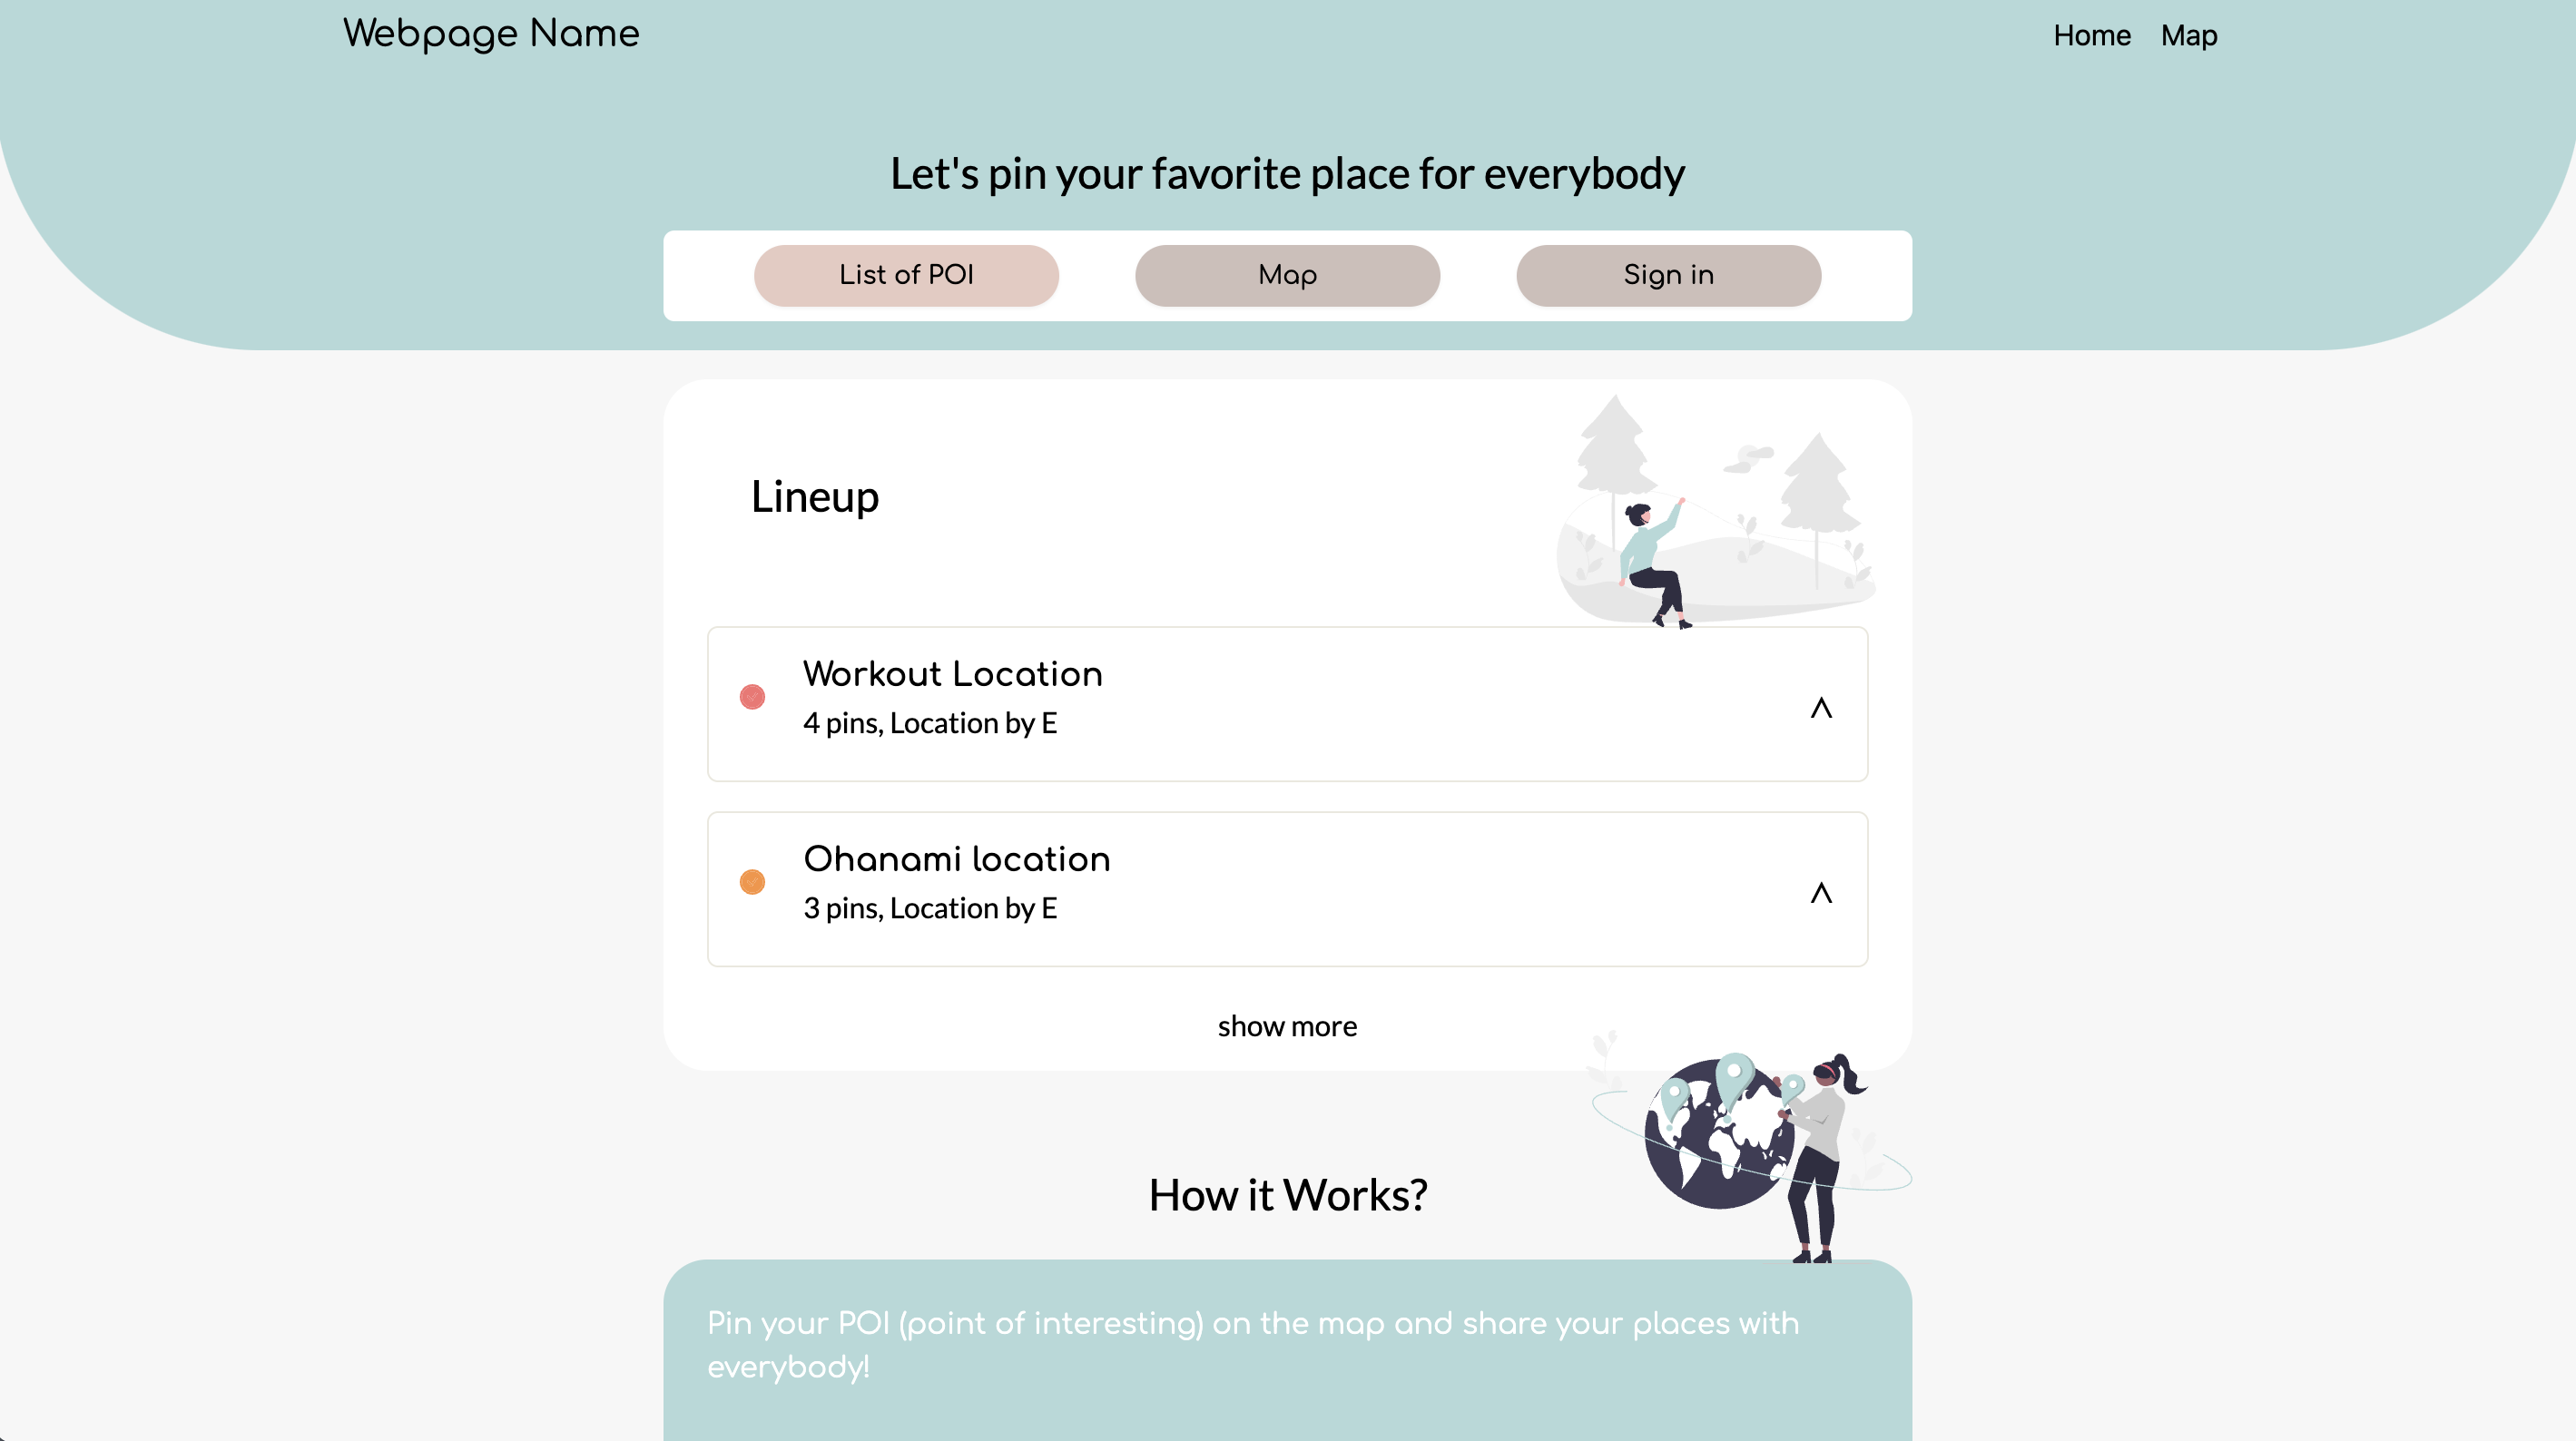 Webpage Name
Home Map
Let's pin your favorite place for everybody
List of POI
Map
Sign in
Lineup
Workout Location
4 pins, Location by E
Ohanami location
3 pins, Location by E
show more
How it Works?
Pin your POI (point of interesting) on the map and share your places with
everybody!